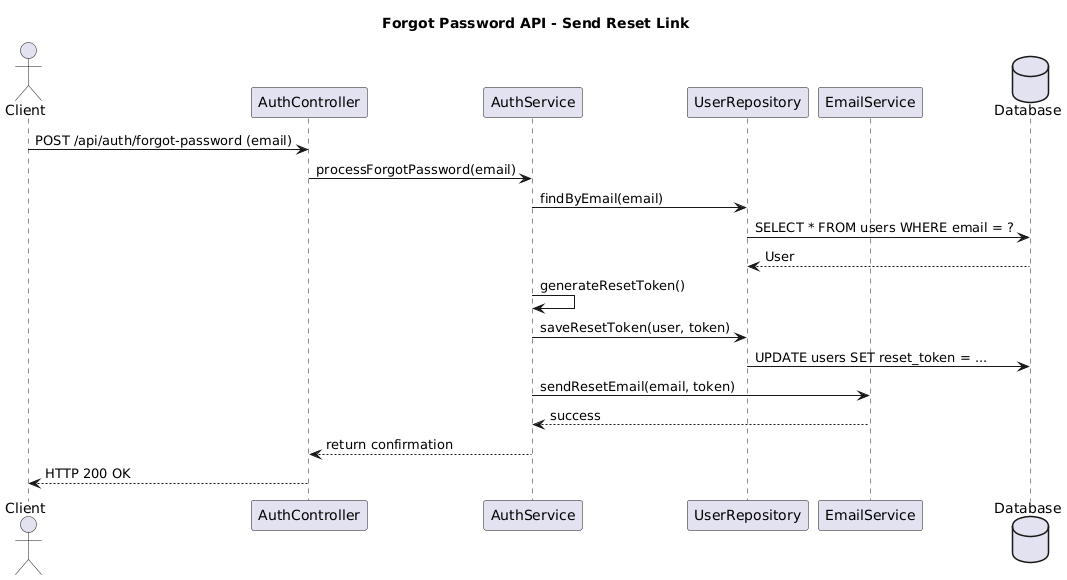 Forgot Password API - Send Reset Link
Client
AuthController
AuthService
UserRepository
EmailService
Database
POST /api/auth/forgot-password (email)
processForgotPassword(email)
findByEmail(email)
SELECT * FROM users WHERE email = ?
User
generateResetToken()
saveResetToken(user, token)
UPDATE users SET reset_token = ...
sendResetEmail(email, token)
success
return confirmation
HTTP 200 OK
Client
AuthController
AuthService
UserRepository
EmailService
Database